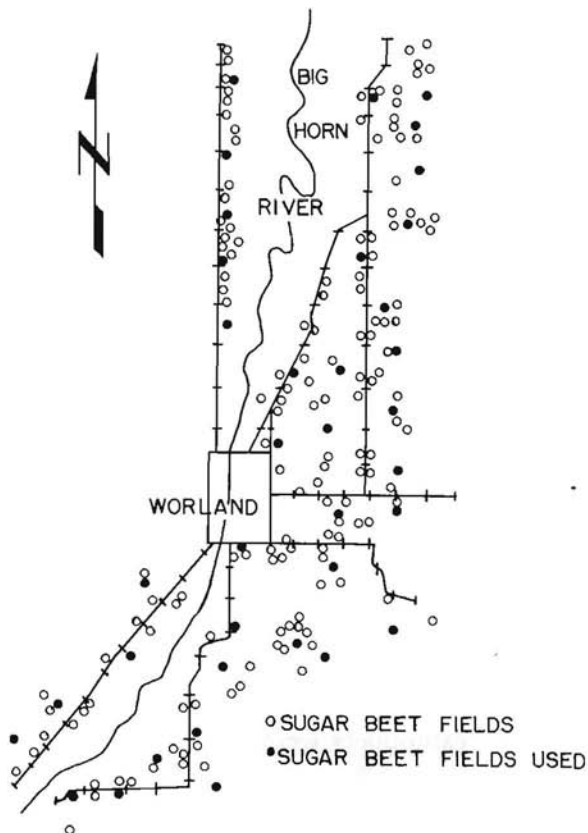 BIG
HORN
N
RIVER
WORLAND
SUGAR BEET FIELDS
SUGAR BEET FIELDS USED